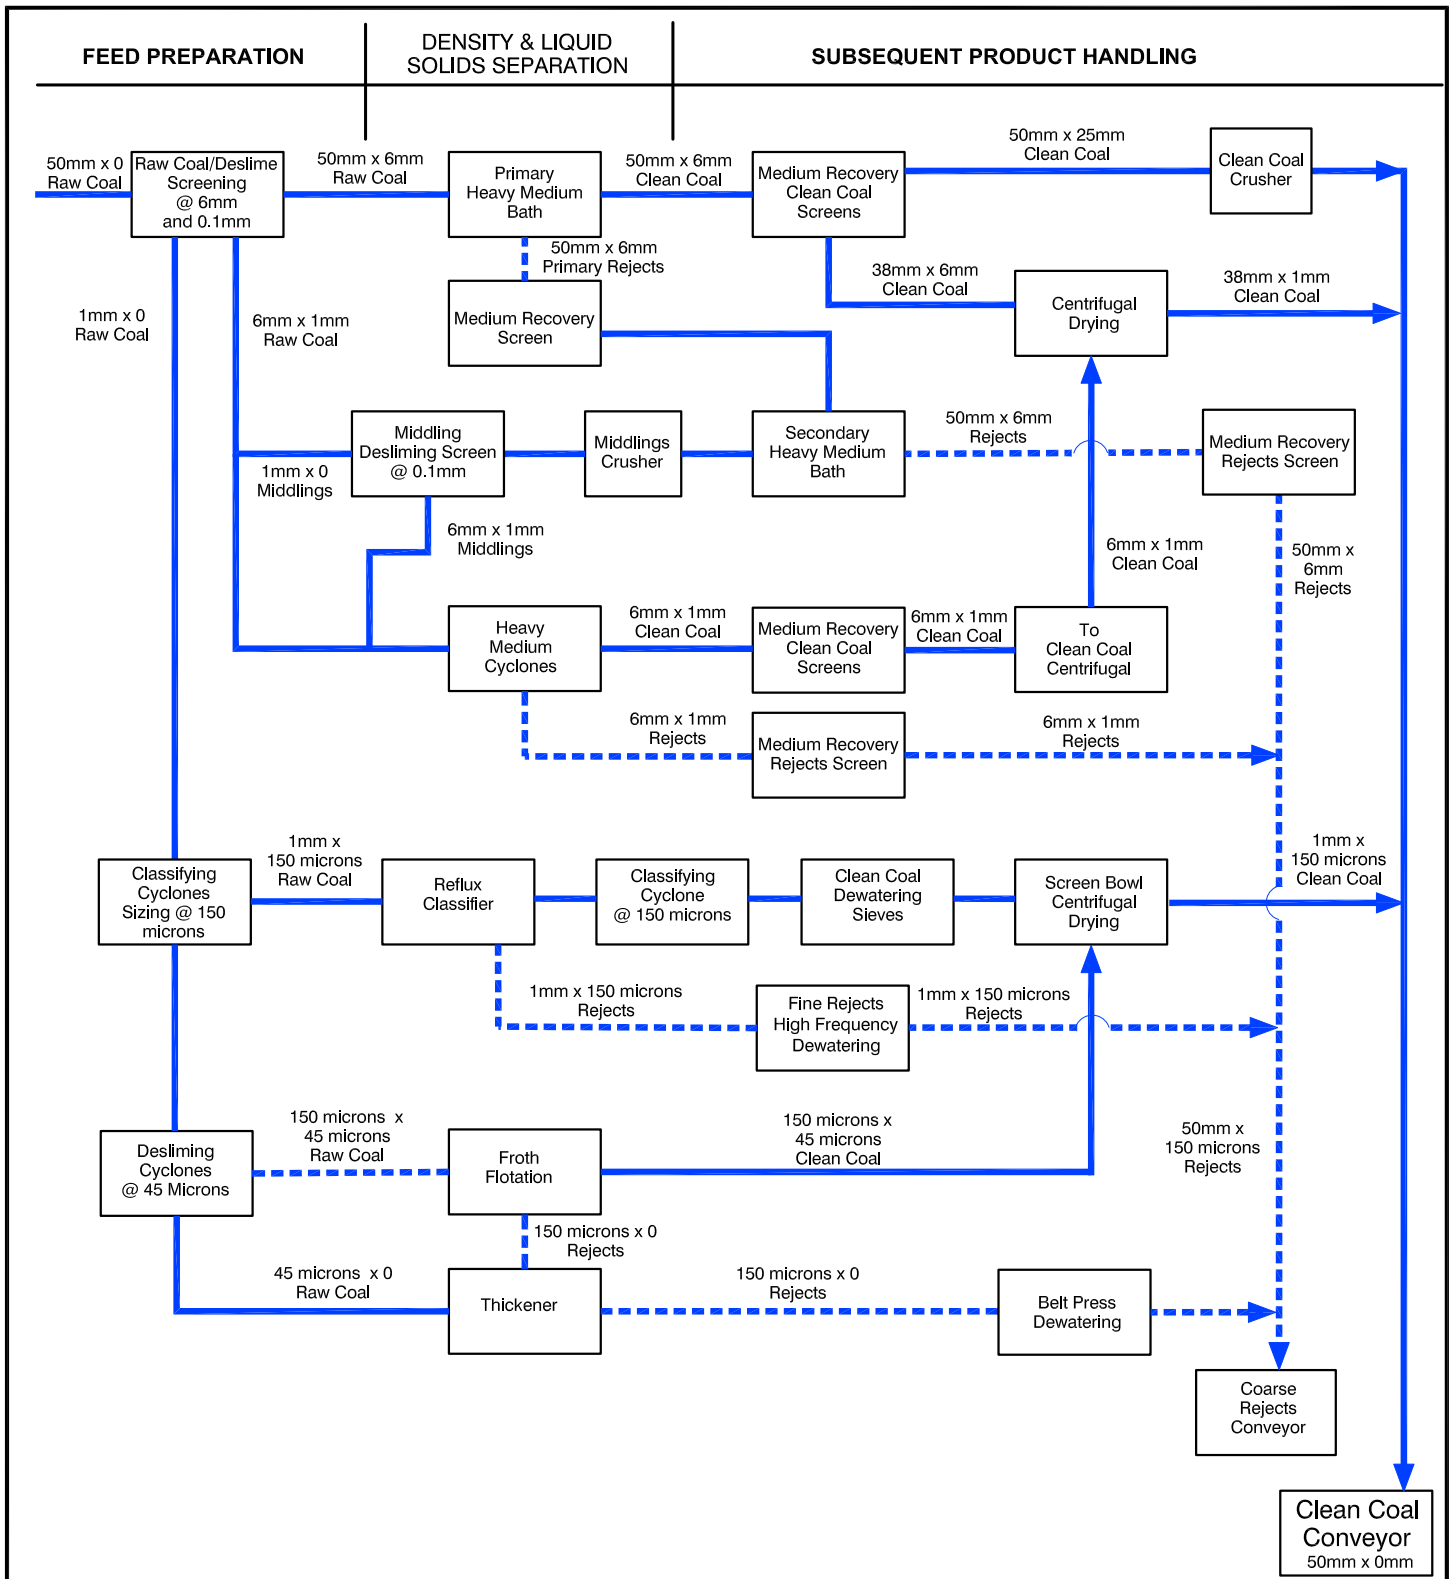 FEED PREPARATION
DENSITY & LIQUID
SOLIDS SEPARATION
SUBSEQUENT PRODUCT HANDLING
50mm x 0
Raw Coal
Raw Coal/Deslime
Screening
@ 6mm
and 0.1mm
50mm x 6mm
Raw Coal
Primary
Heavy Medium
Bath
50mm x 6mm
Clean Coal
Medium Recovery
Clean Coal
Screens
50mm x 25mm
Clean Coal
Clean Coal
Crusher
50mm x 6mm
Primary Rejects
38mm x 6mm
Clean Coal
Centrifugal
Drying
38mm x 1mm
Clean Coal
1mm x 0
Raw Coal
6mm x 1mm
Raw Coal
Medium Recovery
Screen
Middling
Desliming Screen
@ 0.1mm
Middlings
Crusher
Secondary
Heavy Medium
Bath
50mm x 6mm
Rejects
Medium Recovery
Rejects Screen
1mm x 0
Middlings
6mm x 1mm
Middlings
6mm x 1mm
Clean Coal
50mm x
6mm
Rejects
Heavy
Medium
Cyclones
6mm x 1mm
Clean Coal
Medium Recovery
Clean Coal
Screens
6mm x 1mm
Clean Coal
To
Clean Coal
Centrifugal
6mm x 1mm
Rejects
Medium Recovery
Rejects Screen
6mm x 1mm
Rejects
Classifying
Cyclones
Sizing @ 150
microns
1mm x
150 microns
Raw Coal
Reflux
Classifier
Classifying
Cyclone
@ 150 microns
Clean Coal
Dewatering
Sieves
Screen Bowl
Centrifugal
Drying
1mm x
150 microns
Clean Coal
1mm x 150 microns
Rejects
Fine Rejects
High Frequency
Dewatering
1mm x 150 microns
Rejects
Desliming
Cyclones
@ 45 Microns
150 microns x
45 microns
Raw Coal
Froth
Flotation
150 microns x
45 microns
Clean Coal
50mm x
150 microns
Rejects
150 microns x 0
Rejects
45 microns x 0
Raw Coal
Thickener
150 microns x 0
Rejects
Belt Press
Dewatering
Coarse
Rejects
Conveyor
Clean Coal
Conveyor
50mm x 0mm